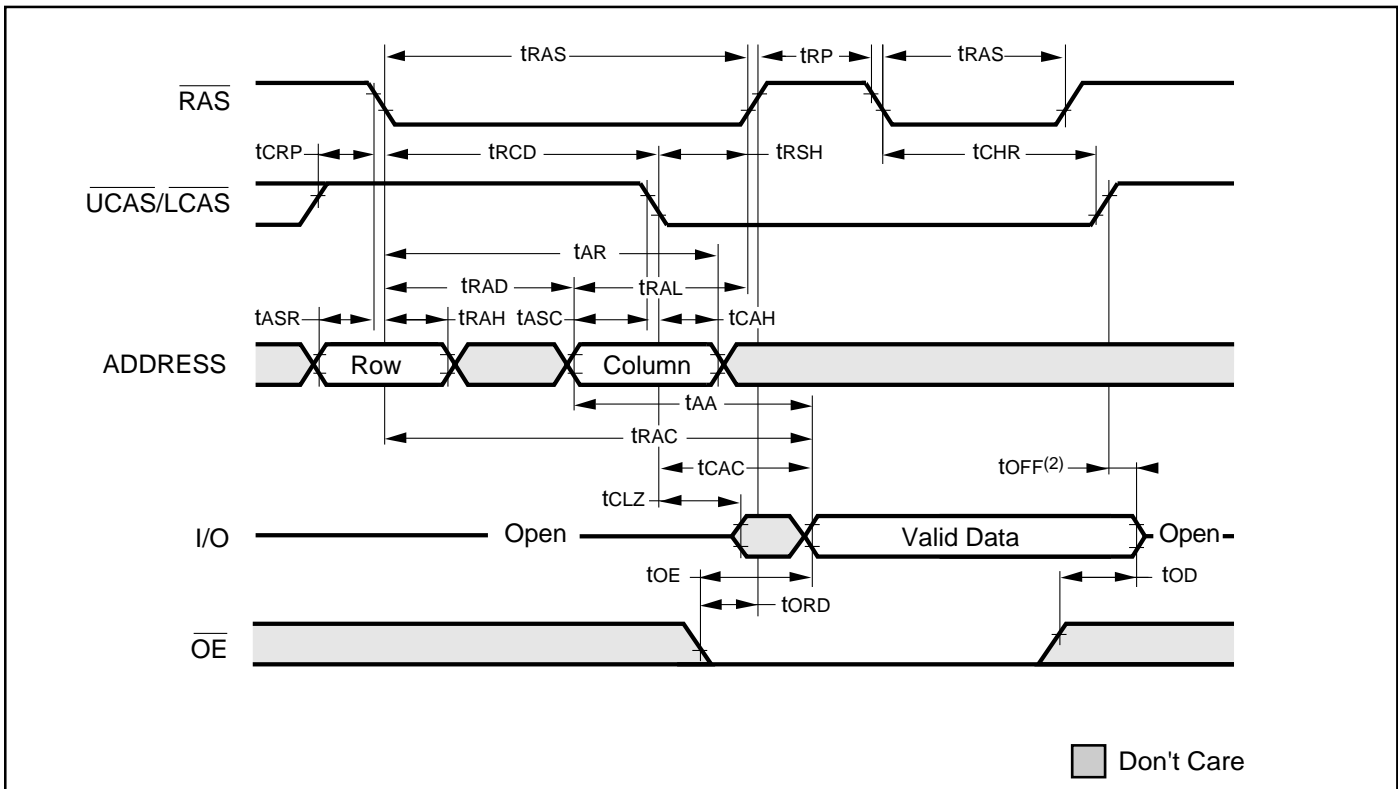 tRAS tRP tRAS
RAS
tCRP tRCD tRSH tCHR
UCAS/LCAS
tAR
tRAD tRAL
tASR tRAH tASC tCAH
ADDRESS Row Column
tAA
tRAC
tCAC tOFF(2)
tCLZ
I/O Open Valid Data Open
tOE tOD
tORD
OE
Don't Care